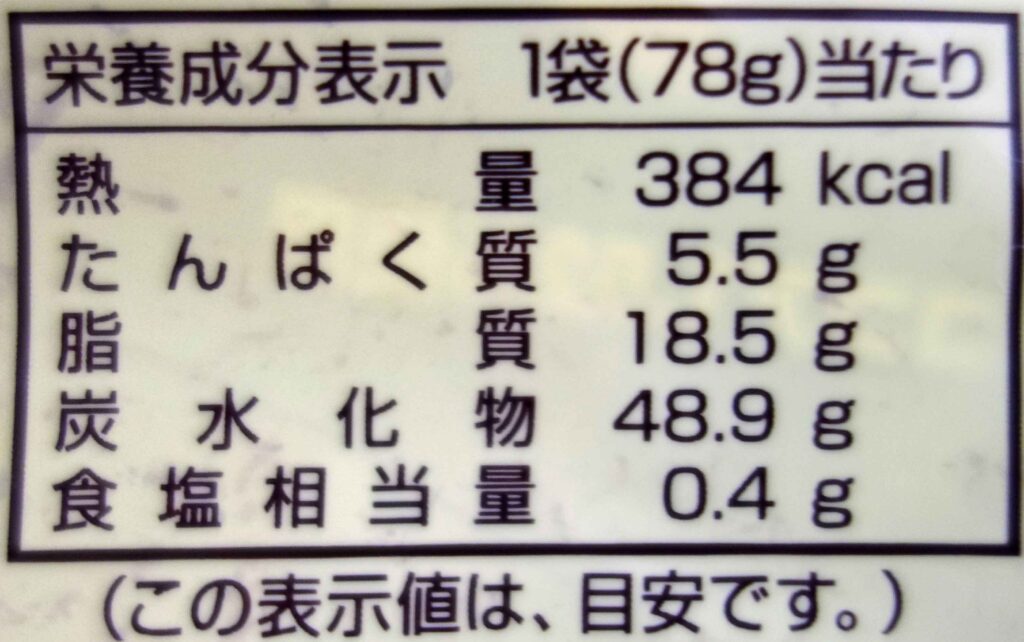 栄養成分表示 1袋(78g)当たり
熱量 384 kcal
たんぱく質 5.5 g
脂質 18.5 g
炭水化物 48.9 g
食塩相当量 0.4 g
(この表示値は、目安です。)